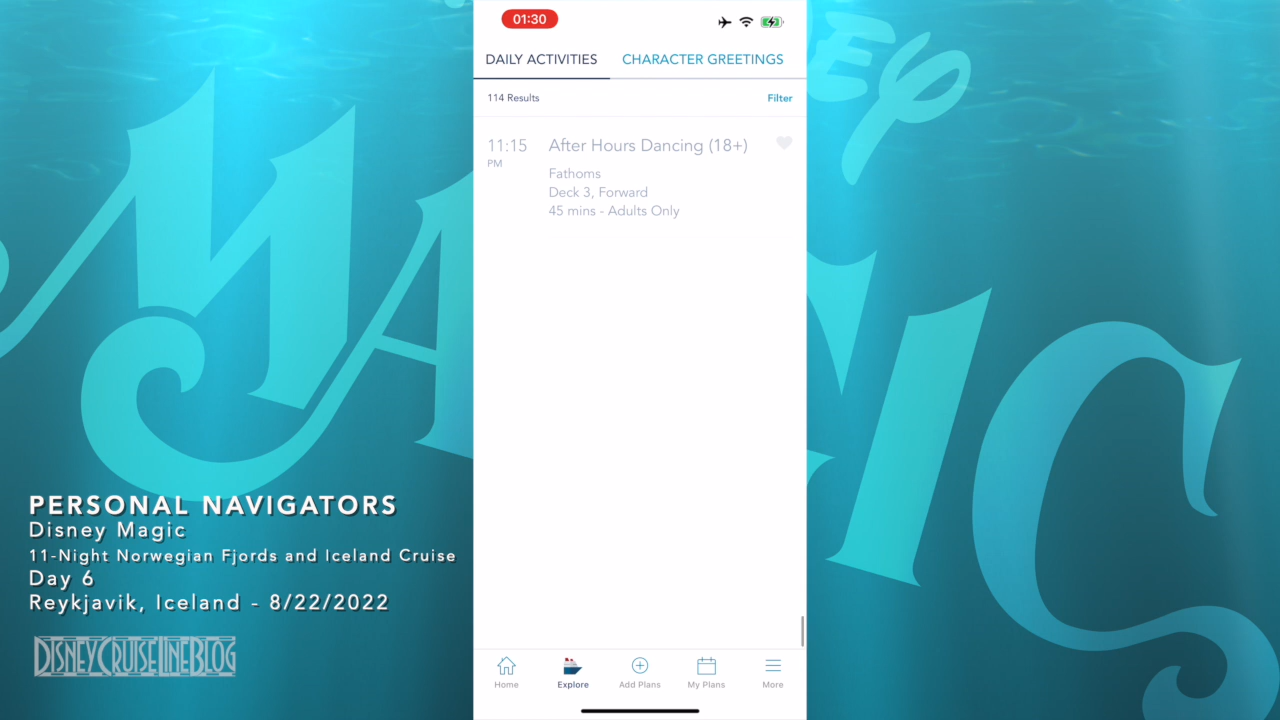 01:30
DAILY ACTIVITIES CHARACTER GREETINGS
114 Results Filter
11:15 After Hours Dancing (18+)
PM
Fathoms
Deck 3, Forward
45 mins - Adults Only
PERSONAL NAVIGATORS
Disney Magic
11-Night Norwegian Fjords and Iceland Cruise
Day 6
Reykjavik, Iceland - 8/22/2022
DISNEYCRUISELINEBLOG
Home Explore Add Plans My Plans More